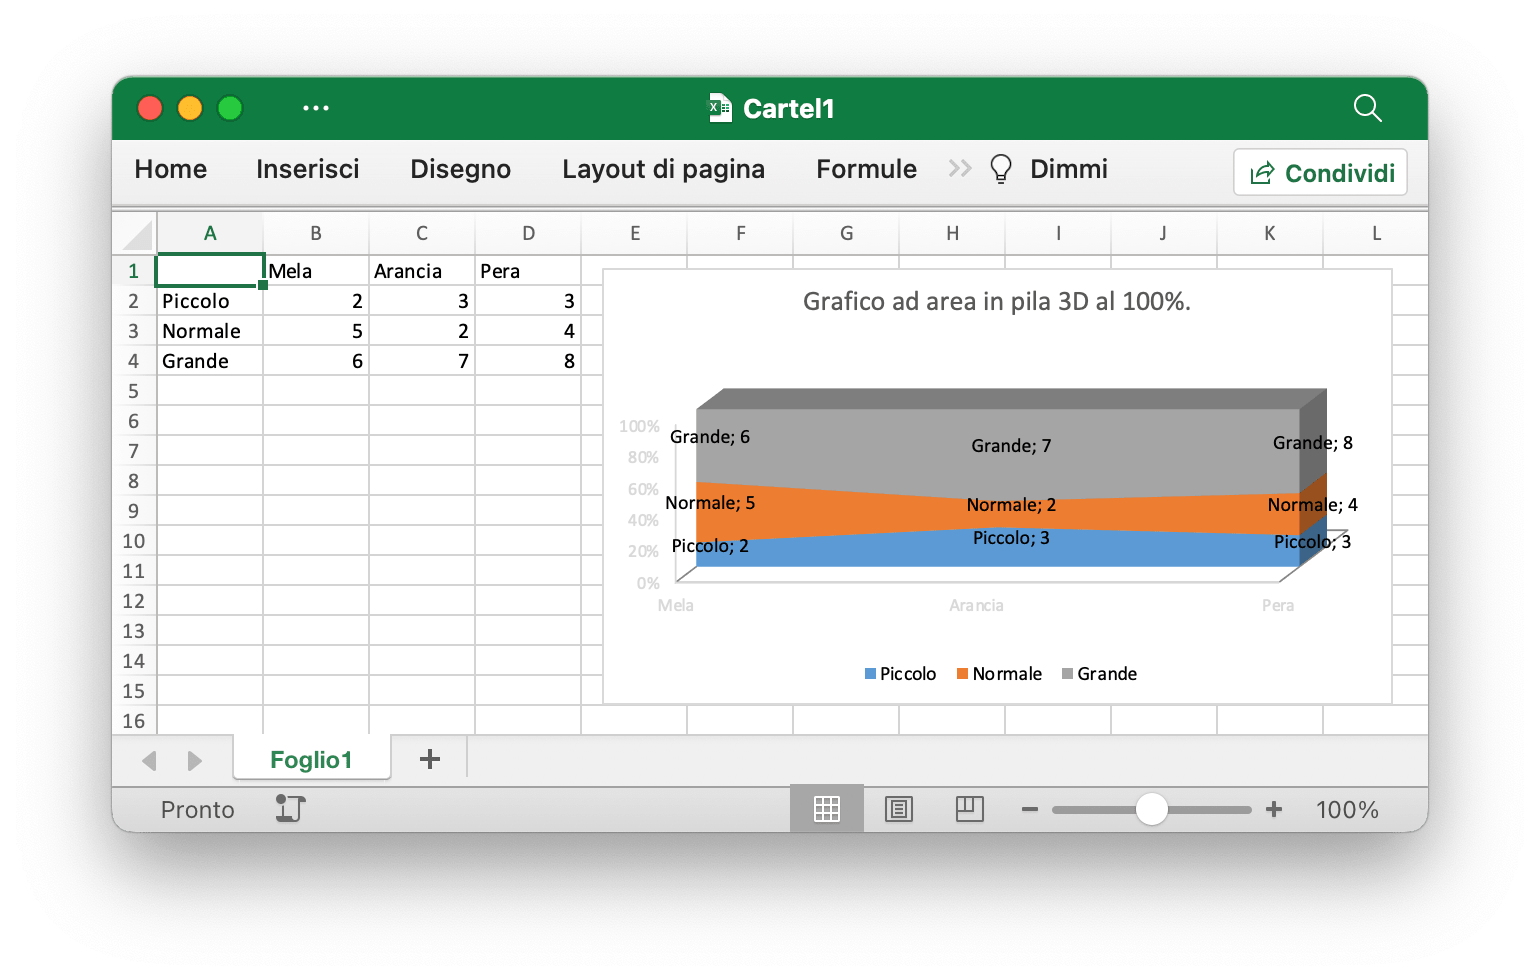 Cartel1
Home Inserisci Disegno Layout di pagina Formule Dimmi Condividi
A B C D E F G H I J K L
1 Mela Arancia Pera
2 Piccolo 2 3 3
3 Normale 5 2 4
4 Grande 6 7 8
5
6
7
8
9
10
11
12
13
14
15
16
Grafico ad area in pila 3D al 100%.
100%
80%
60%
40%
20%
0%
Grande; 6 Grande; 7 Grande; 8
Normale; 5 Normale; 2 Normale; 4
Piccolo; 2 Piccolo; 3 Piccolo; 3
Mela Arancia Pera
Piccolo Normale Grande
Foglio1
Pronto 100%